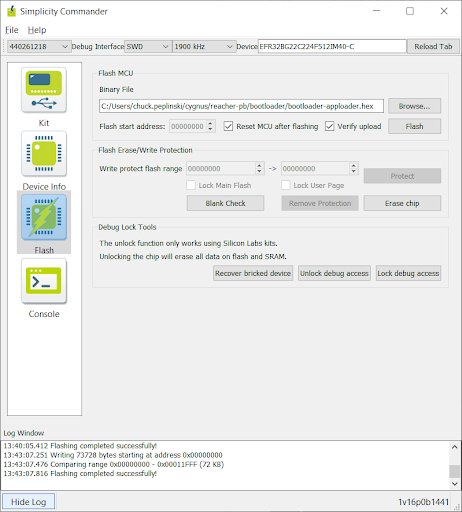 Simplicity Commander
File Help
440261218 Debug Interface SWD 1900 kHz Device EFR32BG22C224F512IM40-C Reload Tab
Kit
Device Info
Flash
Console
Flash MCU
Binary File
C:/Users/chuck.peplinski/cygnus/reacher-pb/bootloader/bootloader-apploader.hex Browse...
Flash start address: 00000000 Reset MCU after flashing Verify upload Flash
Flash Erase/Write Protection
Write protect flash range 00000000 -> 00000000 Protect
Lock Main Flash Lock User Page
Blank Check Remove Protection Erase chip
Debug Lock Tools
The unlock function only works using Silicon Labs kits.
Unlocking the chip will erase all data on flash and SRAM.
Recover bricked device Unlock debug access Lock debug access
Log Window
13:40:05.412 Flashing completed successfully!
13:43:07.251 Writing 73728 bytes starting at address 0x00000000
13:43:07.476 Comparing range 0x00000000 - 0x00011FFF (72 KB)
13:43:07.816 Flashing completed successfully!
Hide Log 1v16p0b1441